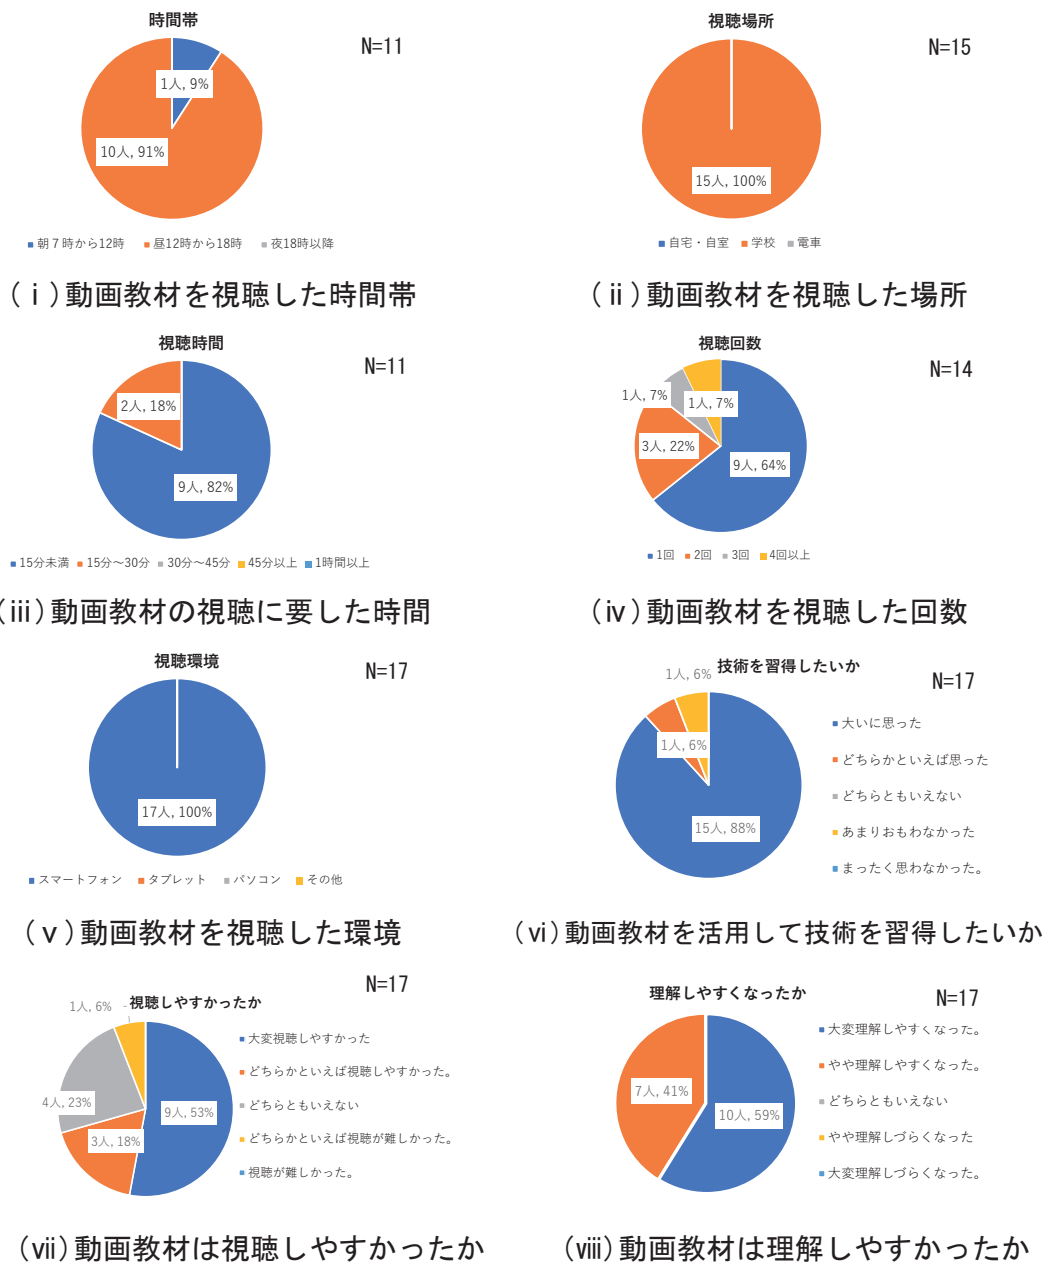 時間帯
N=11
1人, 9%
10人, 91%
■朝７時から12時 ■昼12時から18時 ■夜18時以降
(ⅰ)動画教材を視聴した時間帯
視聴場所
N=15
15人, 100%
■自宅・自室 ■学校 ■電車
(ⅱ)動画教材を視聴した場所
視聴時間
N=11
2人, 18%
9人, 82%
■15分未満 ■15分～30分 ■30分～45分 ■45分以上 ■1時間以上
(ⅲ)動画教材の視聴に要した時間
視聴回数
N=14
1人, 7%
1人, 7%
3人, 22%
9人, 64%
■1回 ■2回 ■3回 ■4回以上
(ⅳ)動画教材を視聴した回数
視聴環境
N=17
17人, 100%
■スマートフォン ■タブレット ■パソコン ■その他
(ⅴ)動画教材を視聴した環境
技術を習得したいか
N=17
1人, 6%
1人, 6%
15人, 88%
■大いに思った
■どちらかといえば思った
■どちらともいえない
■あまりおもわなかった
■まったく思わなかった。
(ⅵ)動画教材を活用して技術を習得したいか
視聴しやすかったか
N=17
1人, 6%
4人, 23%
9人, 53%
3人, 18%
■大変視聴しやすかった
■どちらかといえば視聴しやすかった。
■どちらともいえない
■どちらかといえば視聴が難しかった。
■視聴が難しかった。
(ⅶ)動画教材は視聴しやすかったか
理解しやすくなったか
N=17
7人, 41%
10人, 59%
■大変理解しやすくなった。
■やや理解しやすくなった。
■どちらともいえない
■やや理解しづらくなった
■大変理解しづらくなった。
(ⅷ)動画教材は理解しやすかったか